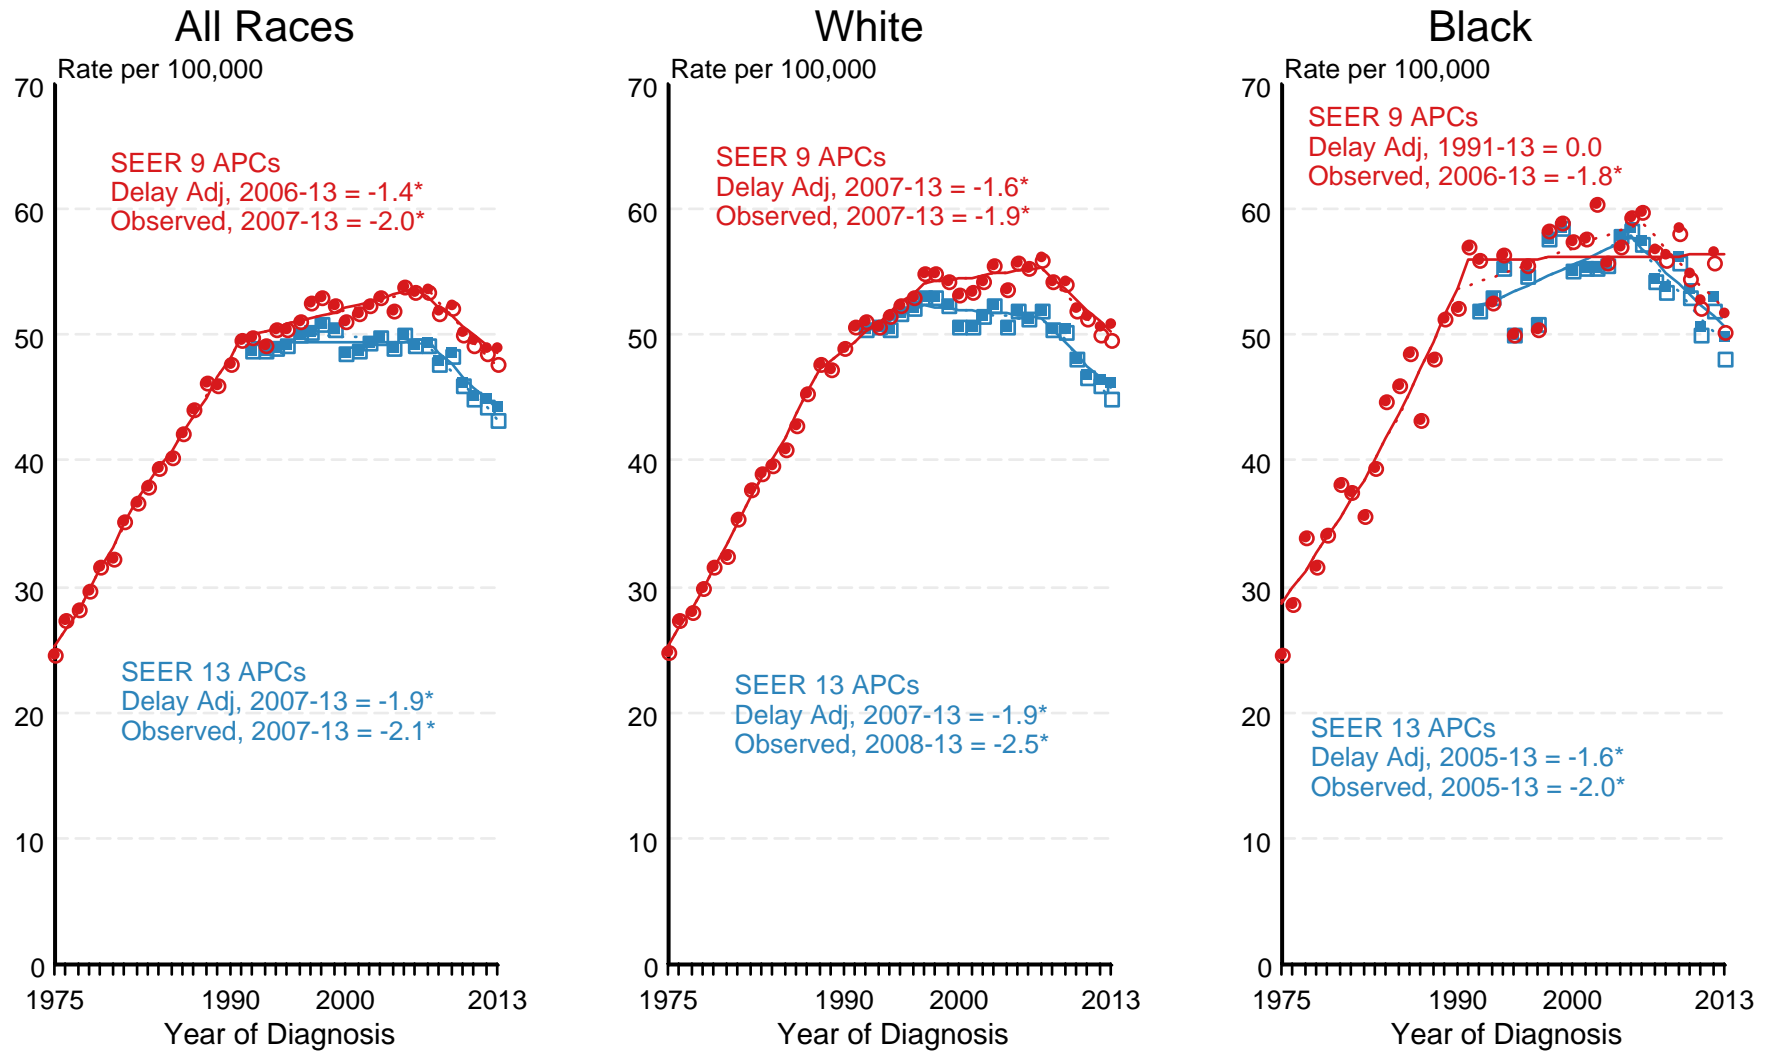 All Races
Rate per 100,000
70
60
50
40
30
20
10
0
SEER 9 APCs
Delay Adj, 2006-13 = -1.4*
Observed, 2007-13 = -2.0*
SEER 13 APCs
Delay Adj, 2007-13 = -1.9*
Observed, 2007-13 = -2.1*
1975 1990 2000 2013
Year of Diagnosis
White
Rate per 100,000
70
60
50
40
30
20
10
0
SEER 9 APCs
Delay Adj, 2007-13 = -1.6*
Observed, 2007-13 = -1.9*
SEER 13 APCs
Delay Adj, 2007-13 = -1.9*
Observed, 2008-13 = -2.5*
1975 1990 2000 2013
Year of Diagnosis
Black
Rate per 100,000
70
60
50
40
30
20
10
0
SEER 9 APCs
Delay Adj, 1991-13 = 0.0
Observed, 2006-13 = -1.8*
SEER 13 APCs
Delay Adj, 2005-13 = -1.6*
Observed, 2005-13 = -2.0*
1975 1990 2000 2013
Year of Diagnosis